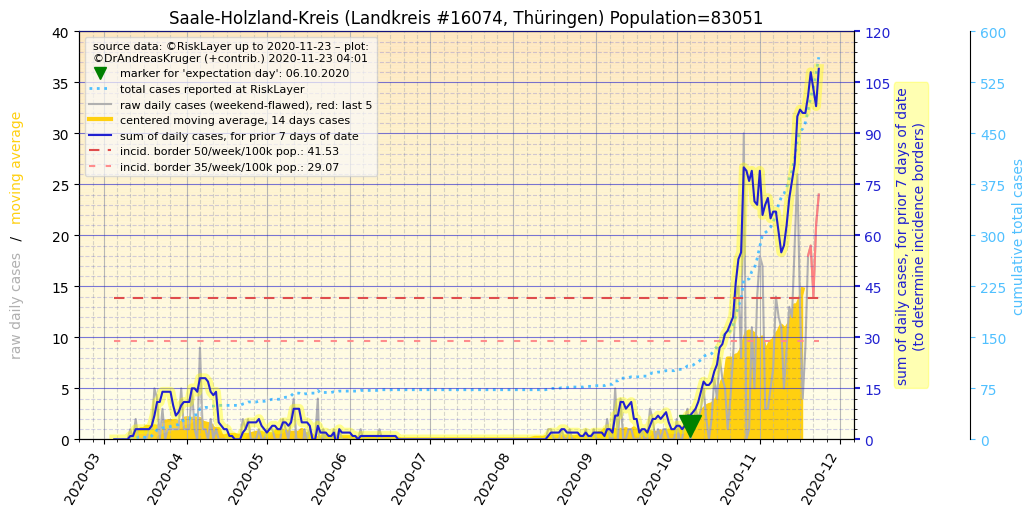 Saale-Holzland-Kreis (Landkreis #16074, Thüringen) Population=83051
source data: ©RiskLayer up to 2020-11-23 – plot:
©DrAndreasKruger (+contrib.) 2020-11-23 04:01
marker for 'expectation day': 06.10.2020
total cases reported at RiskLayer
raw daily cases (weekend-flawed), red: last 5
centered moving average, 14 days cases
sum of daily cases, for prior 7 days of date
incid. border 50/week/100k pop.: 41.53
incid. border 35/week/100k pop.: 29.07
raw daily cases / moving average
40
35
30
25
20
15
10
5
0
2020-03
2020-04
2020-05
2020-06
2020-07
2020-08
2020-09
2020-10
2020-11
2020-12
120
105
90
75
60
45
30
15
0
sum of daily cases, for prior 7 days of date
(to determine incidence borders)
600
525
450
375
300
225
150
75
0
cumulative total cases